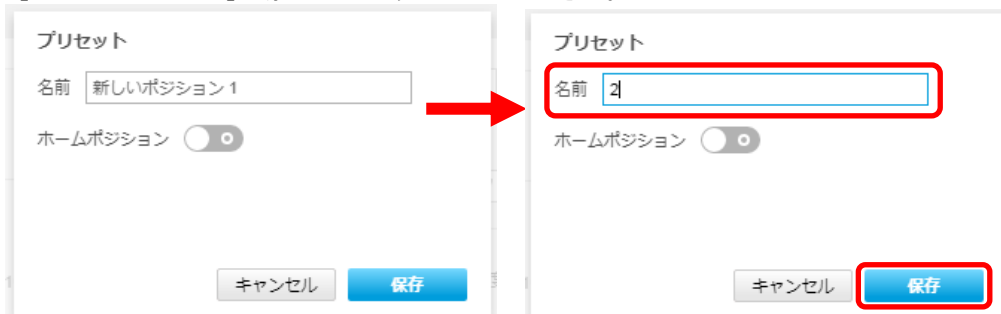 プリセット
名前 新しいポジション 1
ホームポジション
キャンセル 保存
プリセット
名前 2
ホームポジション
キャンセル 保存